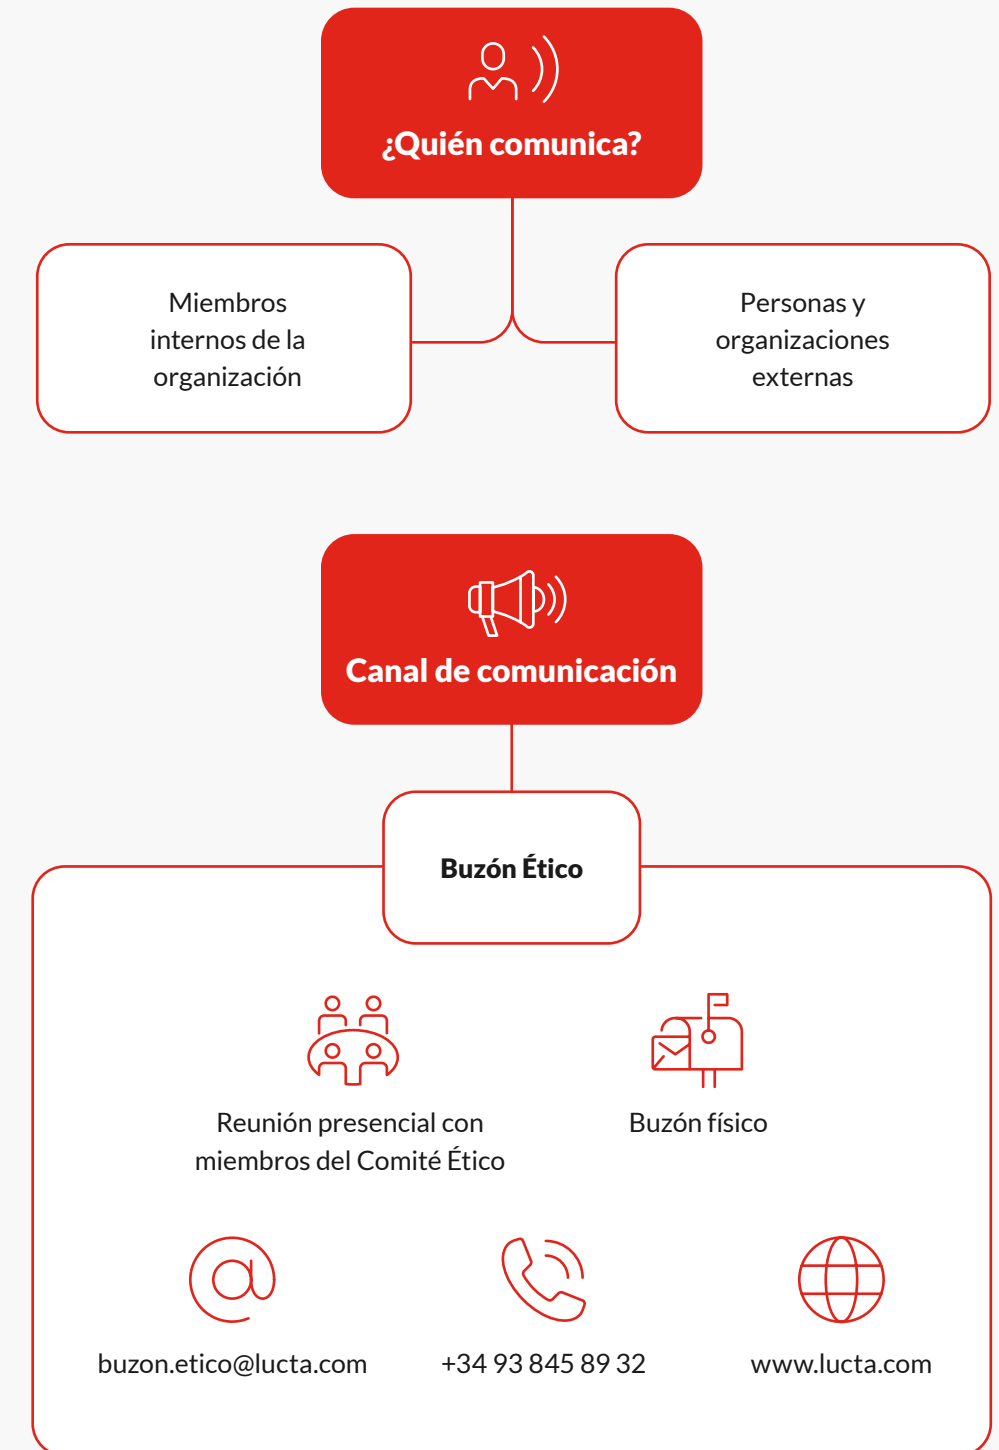 ¿Quién comunica?
Miembros
internos de la
organización
Personas y
organizaciones
externas
Canal de comunicación
Buzón Ético
Reunión presencial con
miembros del Comité Ético
Buzón físico
buzon.etico@lucta.com
+34 93 845 89 32
www.lucta.com